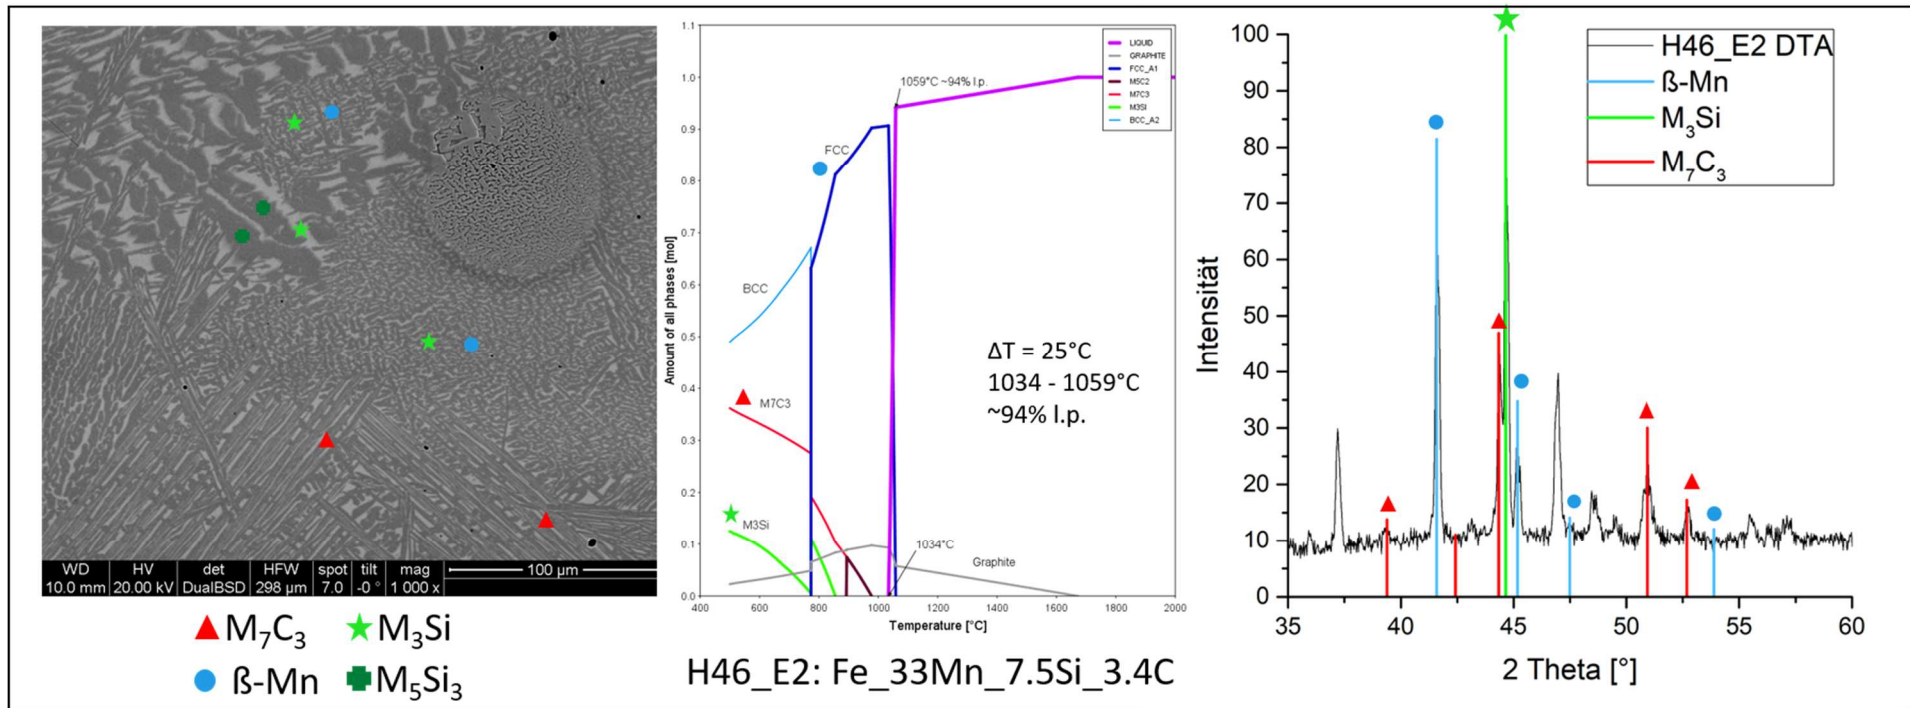 WD HV det HFW spot tilt mag
10.0 mm 20.00 kV DualBSD 298 µm 7.0 -0 ° 1 000 x
100 µm
M7C3 M3Si
ß-Mn M5Si3
1.1
1.0
0.9
0.8
0.7
0.6
0.5
0.4
0.3
0.2
0.1
0.0
Amount of all phases [mol]
400 600 800 1000 1200 1400 1600 1800 2000
Temperature [°C]
LIQUID
GRAPHITE
FCC_A1
M5C2
M7C3
M3SI
BCC_A2
1059°C ~94% l.p.
FCC
BCC
M7C3
M3Si
1034°C
Graphite
ΔT = 25°C
1034 - 1059°C
~94% l.p.
H46_E2: Fe_33Mn_7.5Si_3.4C
100
90
80
70
60
50
40
30
20
10
0
Intensität
35 40 45 50 55 60
2 Theta [°]
H46_E2 DTA
ß-Mn
M3Si
M7C3